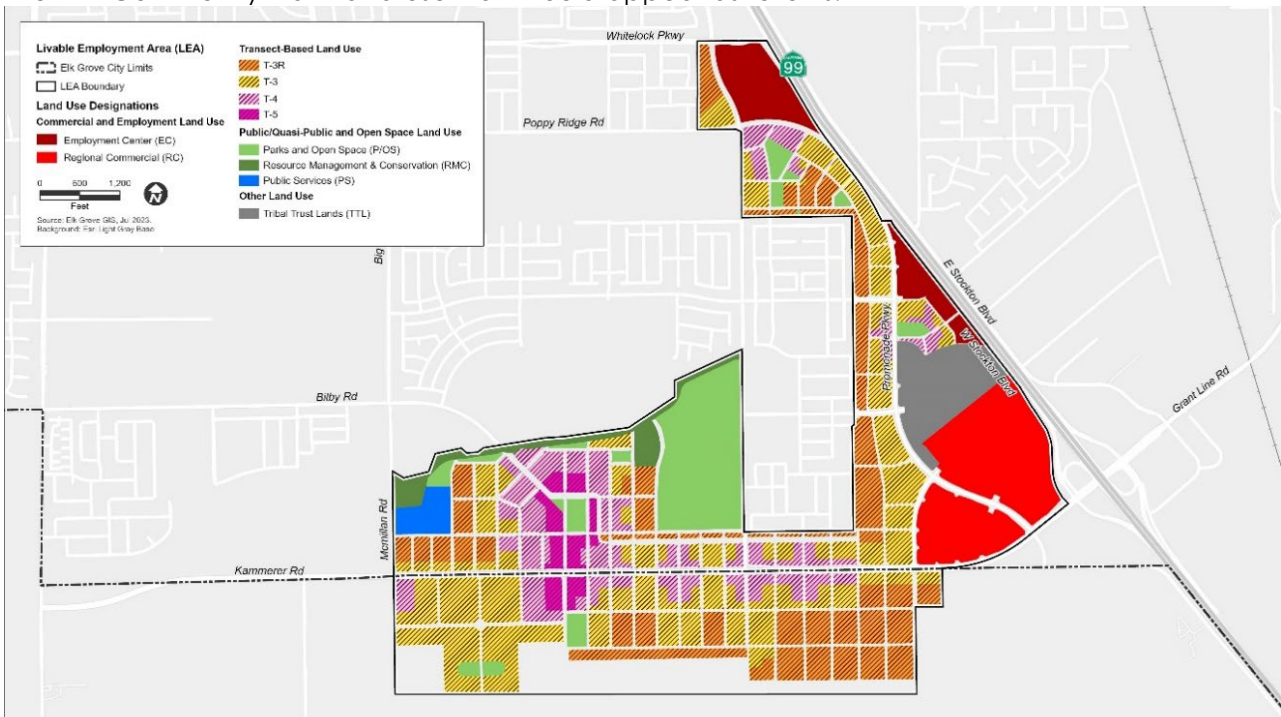 Whitelock Pkwy
99
Livable Employment Area (LEA)
Elk Grove City Limits
LEA Boundary
Land Use Designations
Commercial and Employment Land Use
Employment Center (EC)
Regional Commercial (RC)
0 600 1,200
Feet
N
Source: Elk Grove GIS, Jul 2023.
Background: Esri Light Gray Base
Transect-Based Land Use
T-3R
T-3
T-4
T-5
Public/Quasi-Public and Open Space Land Use
Parks and Open Space (P/OS)
Resource Management & Conservation (RMC)
Public Services (PS)
Other Land Use
Tribal Trust Lands (TTL)
Poppy Ridge Rd
Big
E Stockton Blvd
W Stockton Blvd
Promenade Pkwy
Grant Line Rd
Bilby Rd
Mcmillan Rd
Kammerer Rd